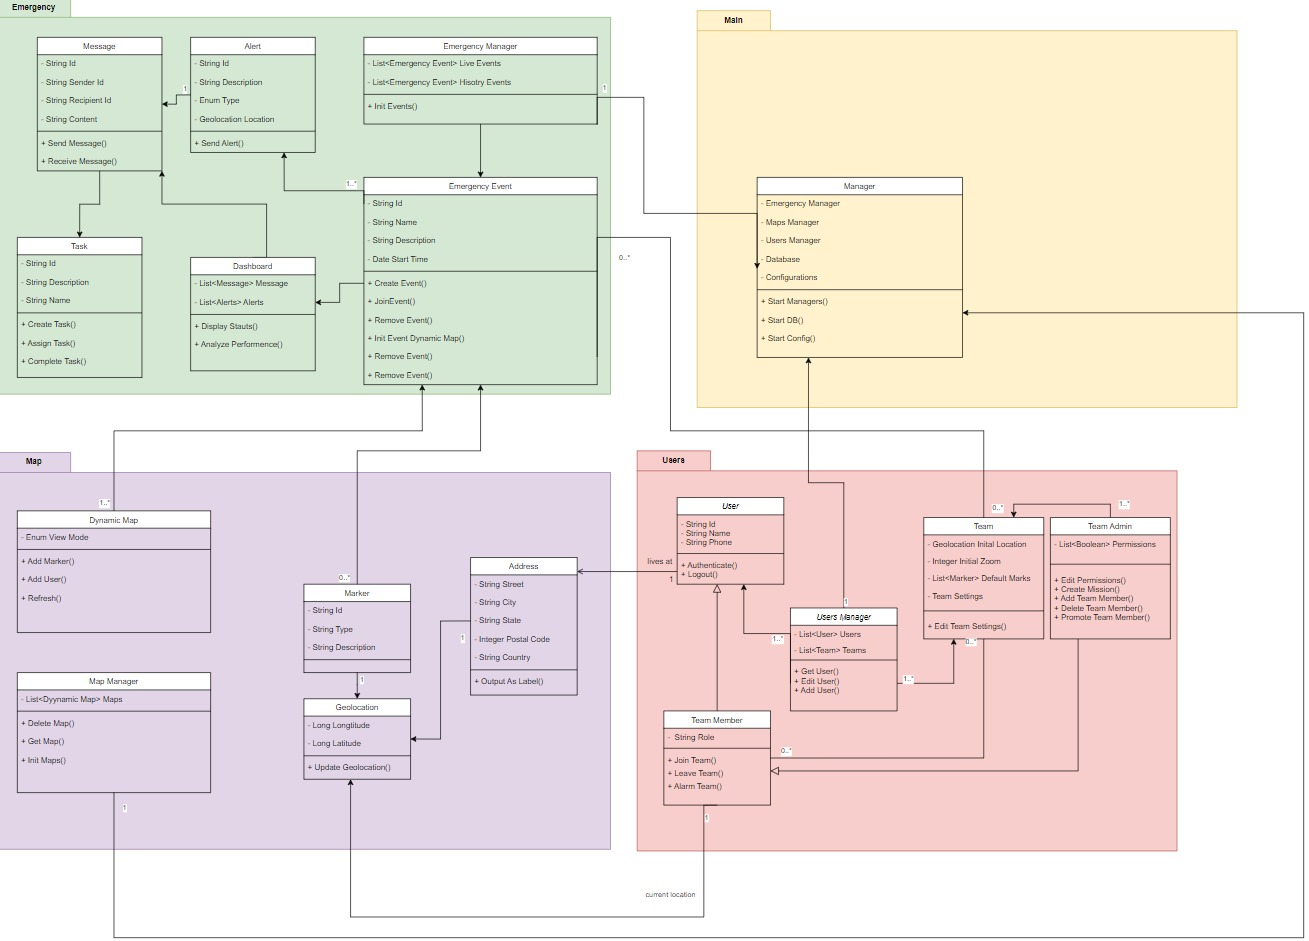 Emergency
Message
- String Id
- String Sender Id
- String Recipient Id
- String Content
+ Send Message()
+ Receive Message()
1
Alert
- String Id
- String Description
- Enum Type
- Geolocation Location
+ Send Alert()
Emergency Manager
- List<Emergency Event> Live Events
- List<Emergency Event> Hisotry Events
+ Init Events()
1
1..*
Emergency Event
- String Id
- String Name
- String Description
- Date Start Time
+ Create Event()
+ JoinEvent()
+ Remove Event()
+ Init Event Dynamic Map()
+ Remove Event()
+ Remove Event()
0..*
Task
- String Id
- String Description
- String Name
+ Create Task()
+ Assign Task()
+ Complete Task()
Dashboard
- List<Message> Message
- List<Alerts> Alerts
+ Display Stauts()
+ Analyze Performence()
Main
Manager
- Emergency Manager
- Maps Manager
- Users Manager
- Database
- Configurations
+ Start Managers()
+ Start DB()
+ Start Config()
Map
1..*
Dynamic Map
- Enum View Mode
+ Add Marker()
+ Add User()
+ Refresh()
Map Manager
- List<Dyynamic Map> Maps
+ Delete Map()
+ Get Map()
+ Init Maps()
1
0..*
Marker
- String Id
- String Type
- String Description
1
Geolocation
- Long Longtitude
- Long Latitude
+ Update Geolocation()
Address
- String Street
- String City
- String State
- Integer Postal Code
- String Country
+ Output As Label()
1
Users
User
- String Id
- String Name
- String Phone
+ Authenticate()
+ Logout()
lives at
1
1
Users Manager
- List<User> Users
- List<Team> Teams
+ Get User()
+ Edit User()
+ Add User()
1..*
1..*
0..*
Team
- Geolocation Inital Location
- Integer Initial Zoom
- List<Marker> Default Marks
- Team Settings
+ Edit Team Settings()
0..*
1..*
Team Admin
- List<Boolean> Permissions
+ Edit Permissions()
+ Create Mission()
+ Add Team Member()
+ Delete Team Member()
+ Promote Team Member()
Team Member
- String Role
+ Join Team()
+ Leave Team()
+ Alarm Team()
0..*
1
current location